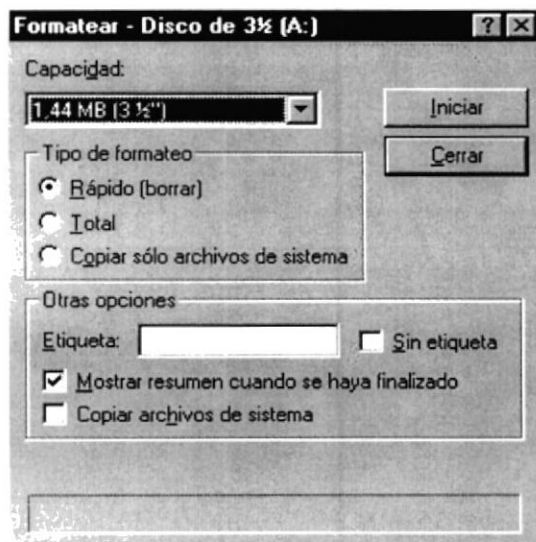 Formatear - Disco de 3½ (A:)
Capacidad:
1,44 MB (3 ½")
Iniciar
Cerrar
Tipo de formateo
Rápido (borrar)
Total
Copiar sólo archivos de sistema
Otras opciones
Etiqueta:
Sin etiqueta
Mostrar resumen cuando se haya finalizado
Copiar archivos de sistema